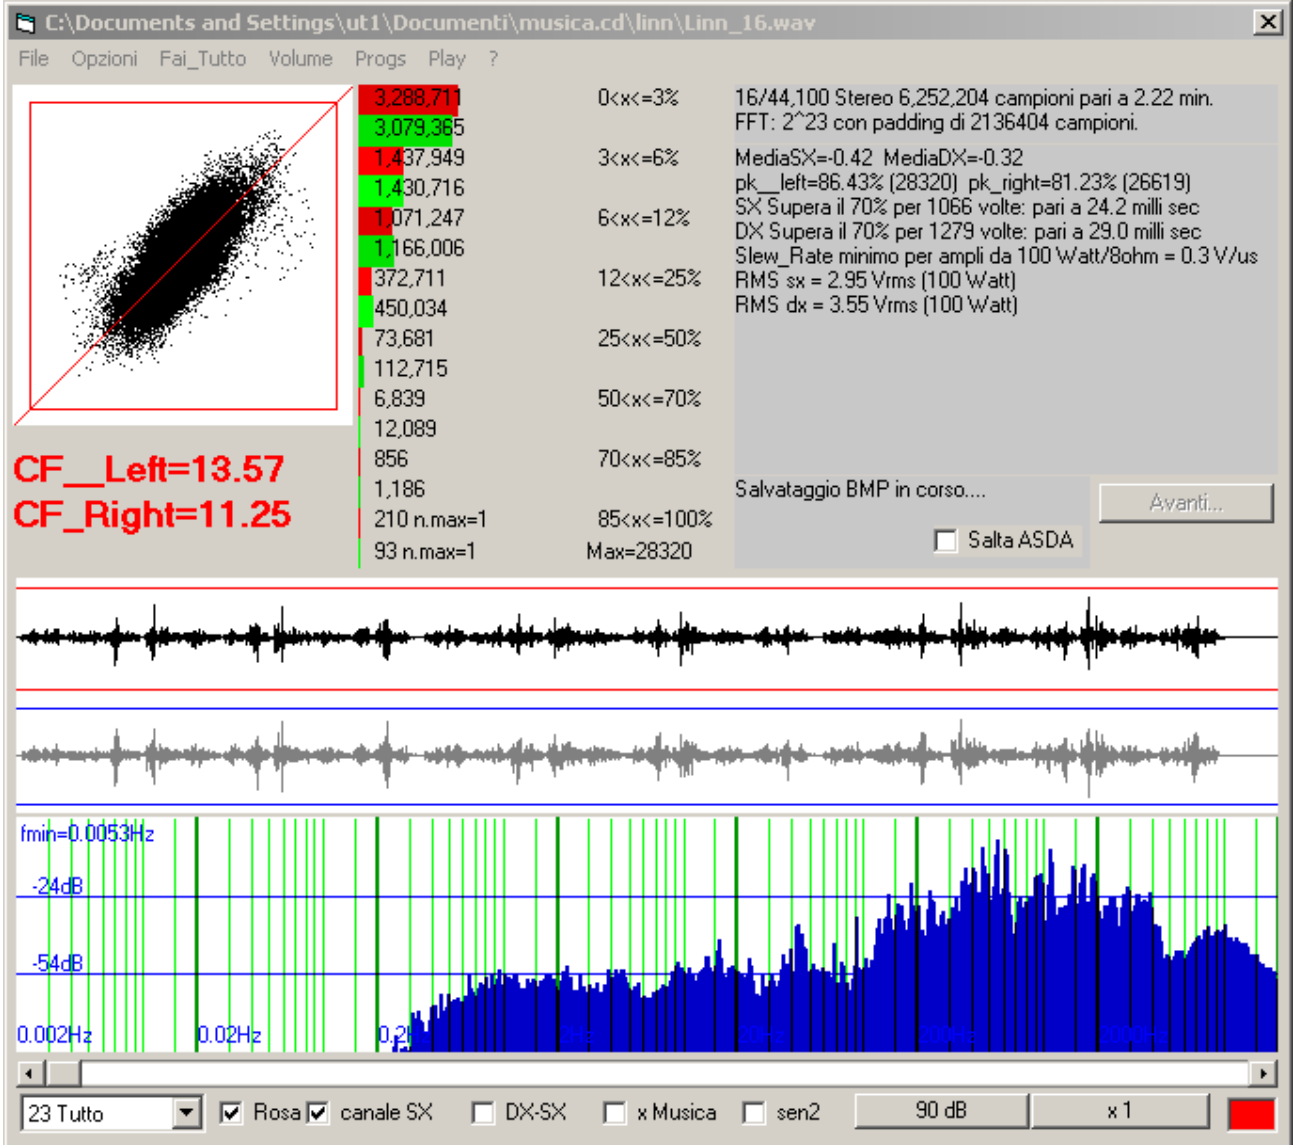 C:\Documents and Settings\ut1\Documenti\musica.cd\linn\Linn_16.wav
File Opzioni Fai_Tutto Volume Progs Play ?
3,288,711 0<x<=3%
3,079,365
1,437,949 3<x<=6%
1,430,716
1,071,247 6<x<=12%
1,166,006
372,711 12<x<=25%
450,034
73,681 25<x<=50%
112,715
6,839 50<x<=70%
12,089
856 70<x<=85%
1,186
210 n.max=1 85<x<=100%
93 n.max=1 Max=28320
16/44,100 Stereo 6,252,204 campioni pari a 2.22 min.
FFT: 2^23 con padding di 2136404 campioni.
MediaSX=-0.42 MediaDX=-0.32
pk__left=86.43% (28320) pk_right=81.23% (26619)
SX Supera il 70% per 1066 volte: pari a 24.2 milli sec
DX Supera il 70% per 1279 volte: pari a 29.0 milli sec
Slew_Rate minimo per ampli da 100 Watt/8ohm = 0.3 V/us
RMS sx = 2.95 Vrms (100 Watt)
RMS dx = 3.55 Vrms (100 Watt)
CF__Left=13.57
CF_Right=11.25
Salvataggio BMP in corso....
Avanti...
Salta ASDA
fmin=0.0053Hz
-24dB
-54dB
0.002Hz 0.02Hz 0.2 2Hz 20Hz 200Hz 2000Hz
23 Tutto Rosa canale SX DX-SX x Musica sen2 90 dB x 1